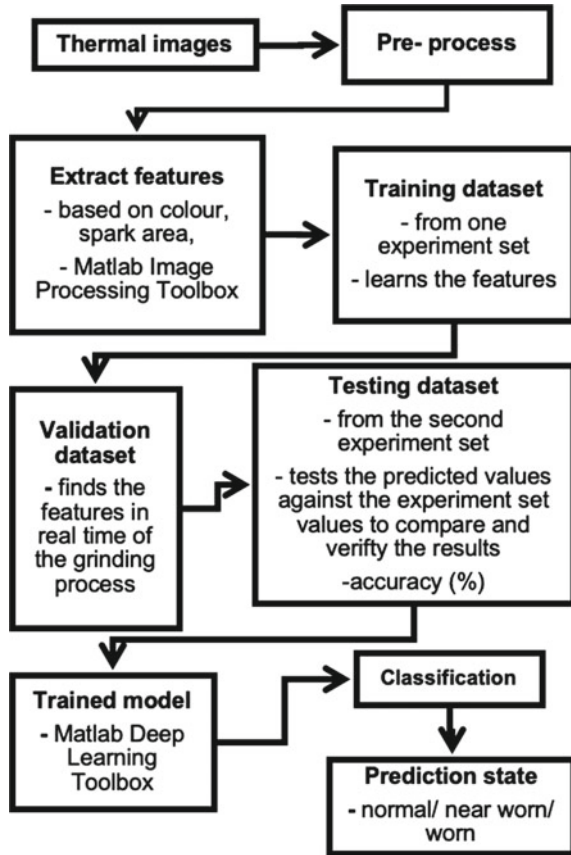 Thermal images
Pre- process
Extract features
- based on colour,
spark area,
- Matlab Image
Processing Toolbox
Training dataset
- from one
experiment set
- learns the features
Validation
dataset
- finds the
features in
real time of
the grinding
process
Testing dataset
- from the second
experiment set
- tests the predicted values
against the experiment set
values to compare and
verifty the results
-accuracy (%)
Trained model
- Matlab Deep
Learning
Toolbox
Classification
Prediction state
- normal/ near worn/
worn